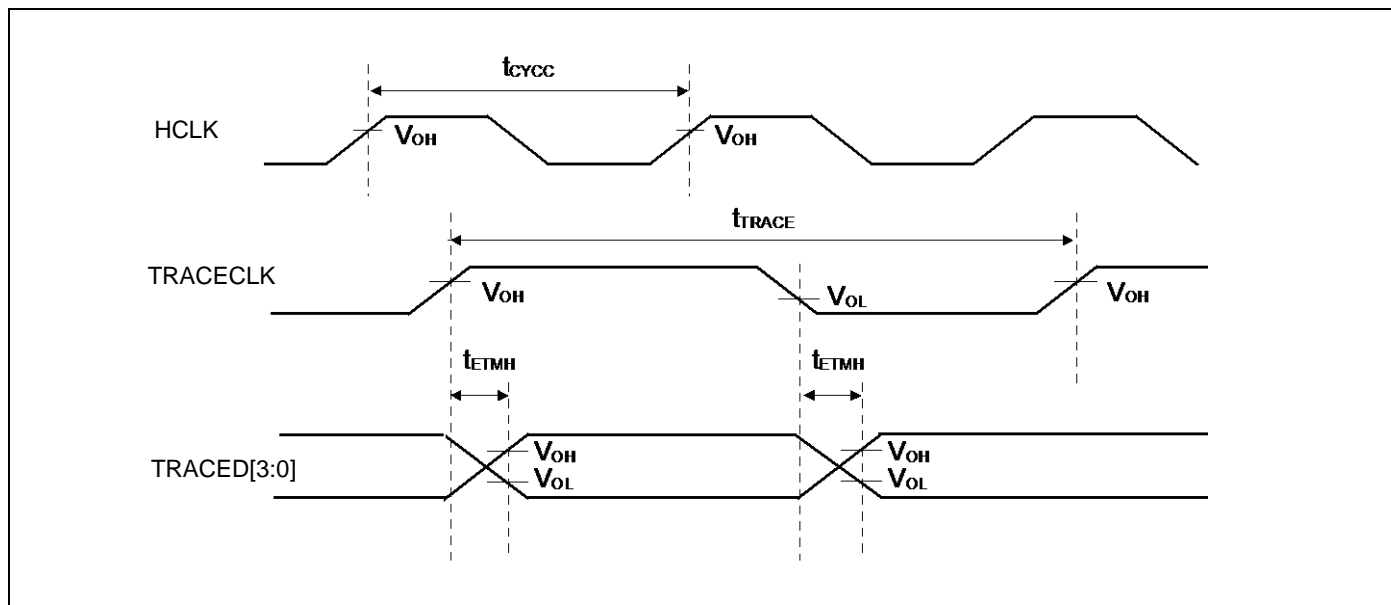 tCYCC
HCLK
VOH
VOH
tTRACE
TRACECLK
VOH
VOL
VOH
tETMH
tETMH
TRACED[3:0]
VOH
VOL
VOH
VOL